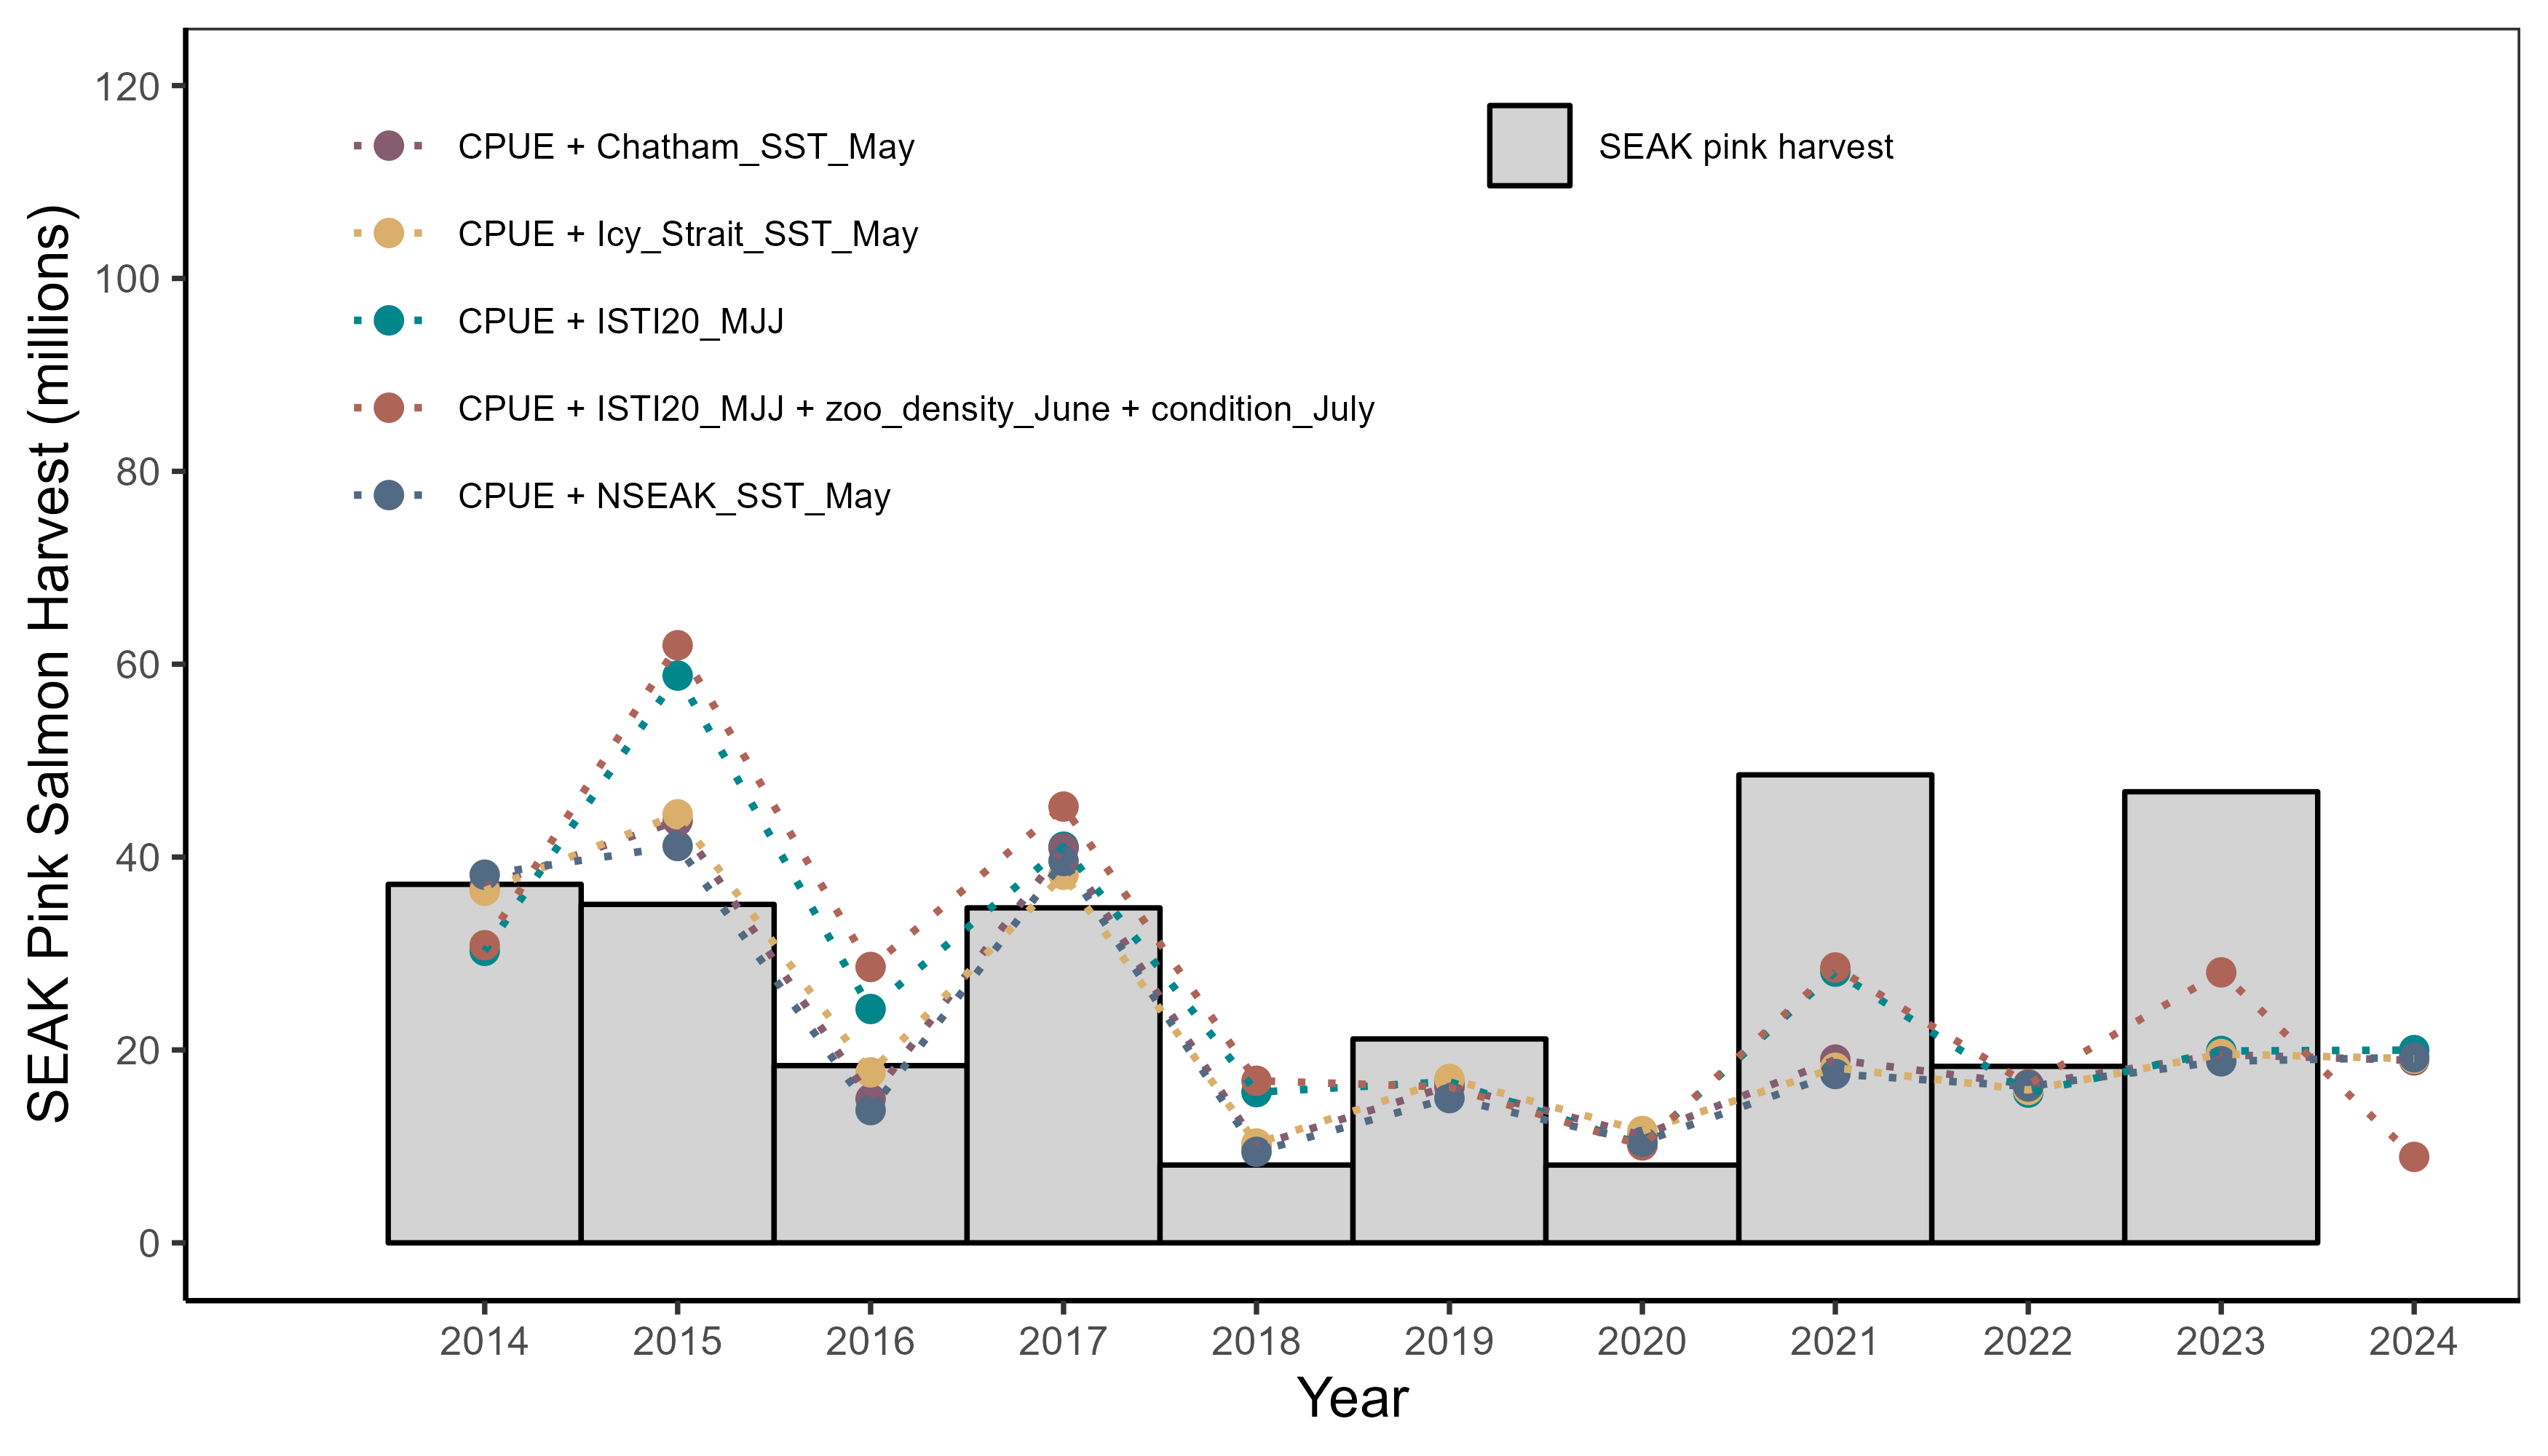 SEAK Pink Salmon Harvest (millions)
120
100
80
60
40
20
0
CPUE + Chatham_SST_May
CPUE + Icy_Strait_SST_May
CPUE + ISTI20_MJJ
CPUE + ISTI20_MJJ + zoo_density_June + condition_July
CPUE + NSEAK_SST_May
SEAK pink harvest
2014 2015 2016 2017 2018 2019 2020 2021 2022 2023 2024
Year